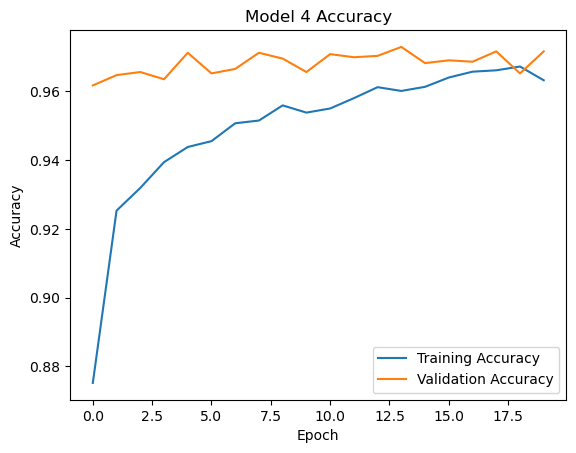 Model 4 Accuracy
Accuracy
0.96
0.94
0.92
0.90
0.88
Training Accuracy
Validation Accuracy
0.0 2.5 5.0 7.5 10.0 12.5 15.0 17.5
Epoch